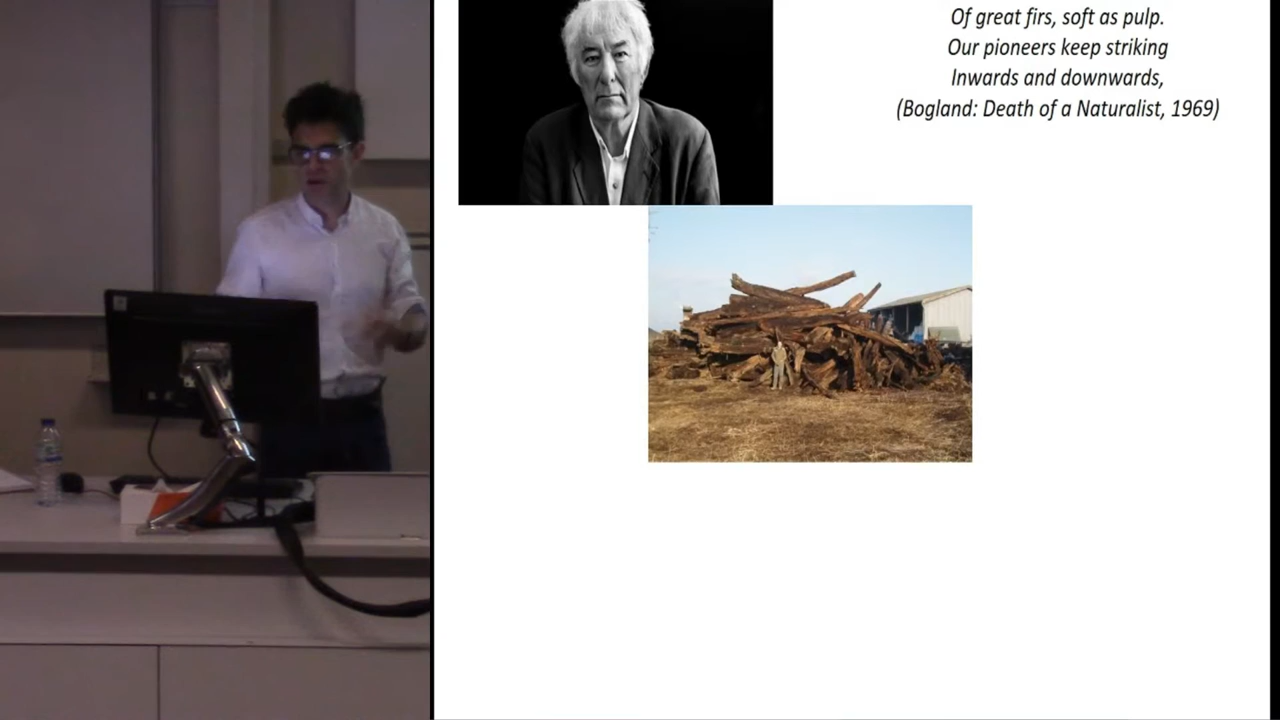 Of great firs, soft as pulp.
Our pioneers keep striking
Inwards and downwards,
(Bogland: Death of a Naturalist, 1969)